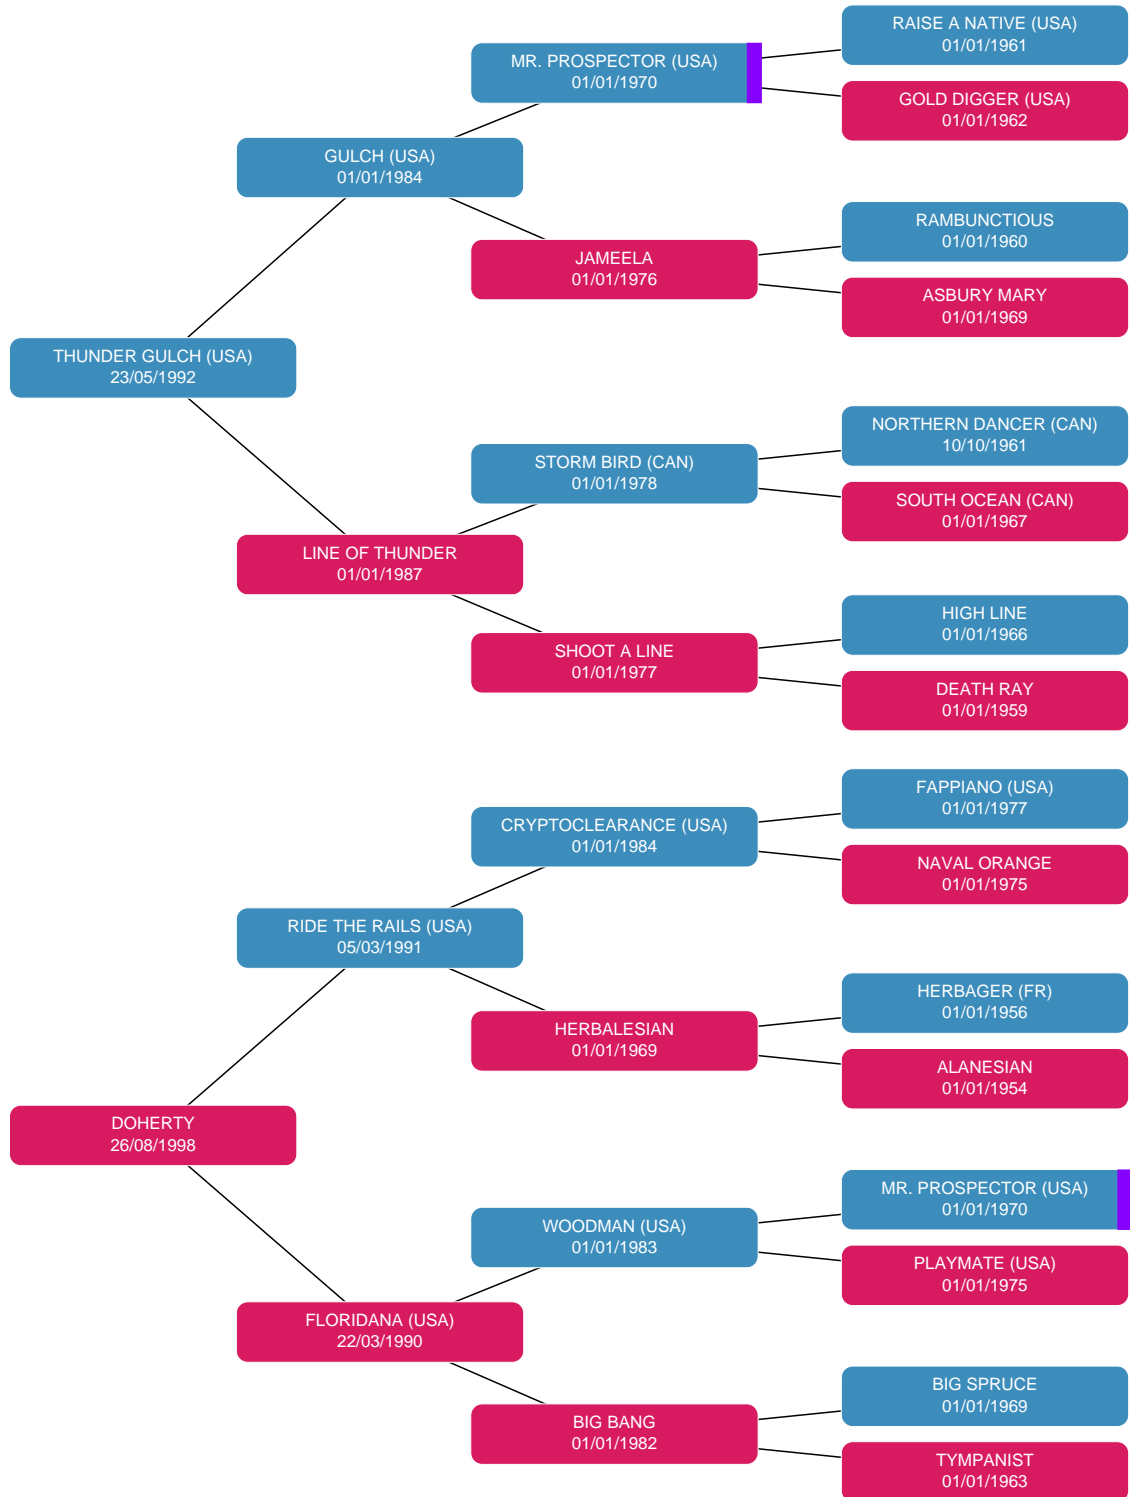 RAISE A NATIVE (USA)
01/01/1961
MR. PROSPECTOR (USA)
01/01/1970
GOLD DIGGER (USA)
01/01/1962
GULCH (USA)
01/01/1984
RAMBUNCTIOUS
01/01/1960
JAMEELA
01/01/1976
ASBURY MARY
01/01/1969
THUNDER GULCH (USA)
23/05/1992
NORTHERN DANCER (CAN)
10/10/1961
STORM BIRD (CAN)
01/01/1978
SOUTH OCEAN (CAN)
01/01/1967
LINE OF THUNDER
01/01/1987
HIGH LINE
01/01/1966
SHOOT A LINE
01/01/1977
DEATH RAY
01/01/1959
FAPPIANO (USA)
01/01/1977
CRYPTOCLEARANCE (USA)
01/01/1984
NAVAL ORANGE
01/01/1975
RIDE THE RAILS (USA)
05/03/1991
HERBAGER (FR)
01/01/1956
HERBALESIAN
01/01/1969
ALANESIAN
01/01/1954
DOHERTY
26/08/1998
MR. PROSPECTOR (USA)
01/01/1970
WOODMAN (USA)
01/01/1983
PLAYMATE (USA)
01/01/1975
FLORIDANA (USA)
22/03/1990
BIG SPRUCE
01/01/1969
BIG BANG
01/01/1982
TYMPANIST
01/01/1963